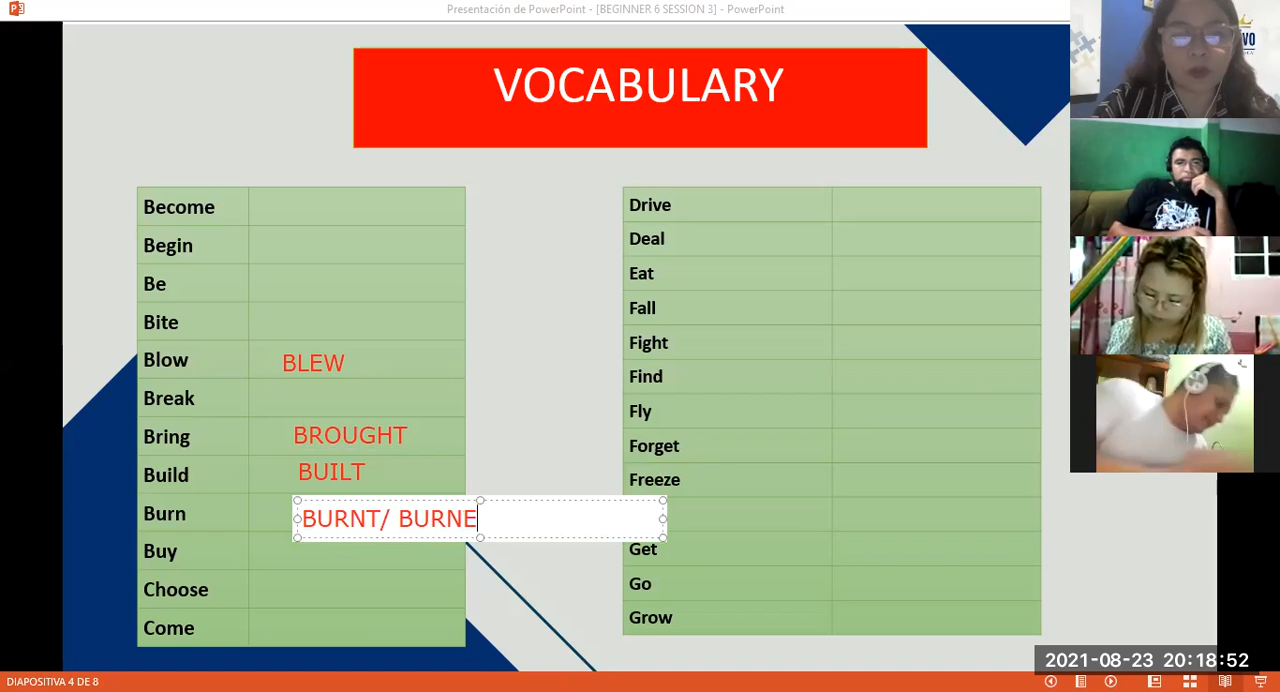 Presentación de PowerPoint - [BEGINNER 6 SESSION 3] - PowerPoint
VOCABULARY
Become
Begin
Be
Bite
Blow BLEW
Break
Bring BROUGHT
Build BUILT
Burn BURNT/ BURNE
Buy
Choose
Come
Drive
Deal
Eat
Fall
Fight
Find
Fly
Forget
Freeze
Get
Go
Grow
2021-08-23 20:18:52
DIAPOSITIVA 4 DE 8